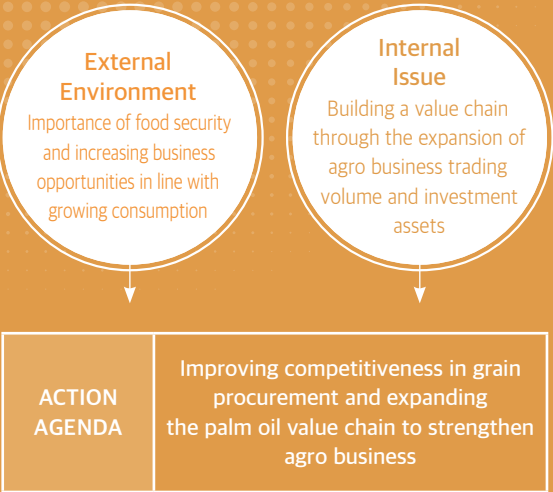 External
Environment
Importance of food security
and increasing business
opportunities in line with
growing consumption
Internal
Issue
Building a value chain
through the expansion of
agro business trading
volume and investment
assets
ACTION
AGENDA
Improving competitiveness in grain
procurement and expanding
the palm oil value chain to strengthen
agro business